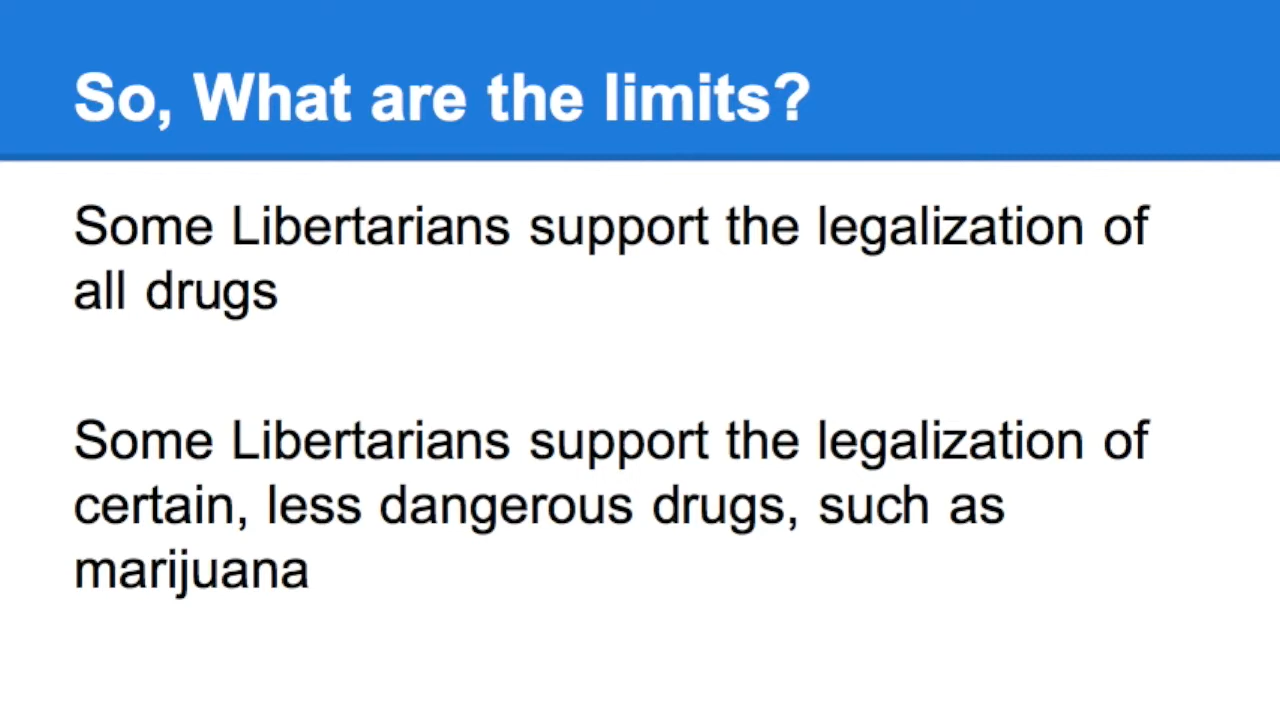 So, What are the limits?
Some Libertarians support the legalization of
all drugs
Some Libertarians support the legalization of
certain, less dangerous drugs, such as
marijuana